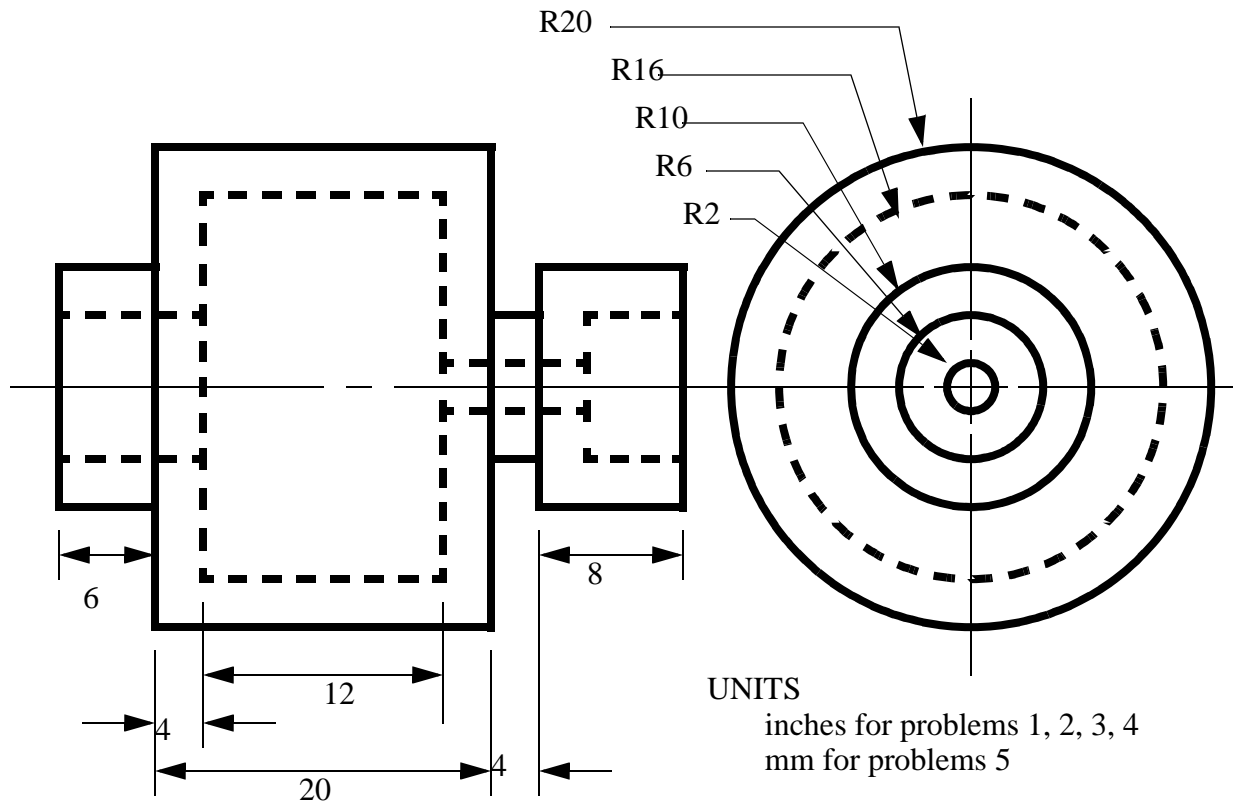 R20
R16
R10
R6
R2
6
8
12
4
4
20
UNITS
inches for problems 1, 2, 3, 4
mm for problems 5